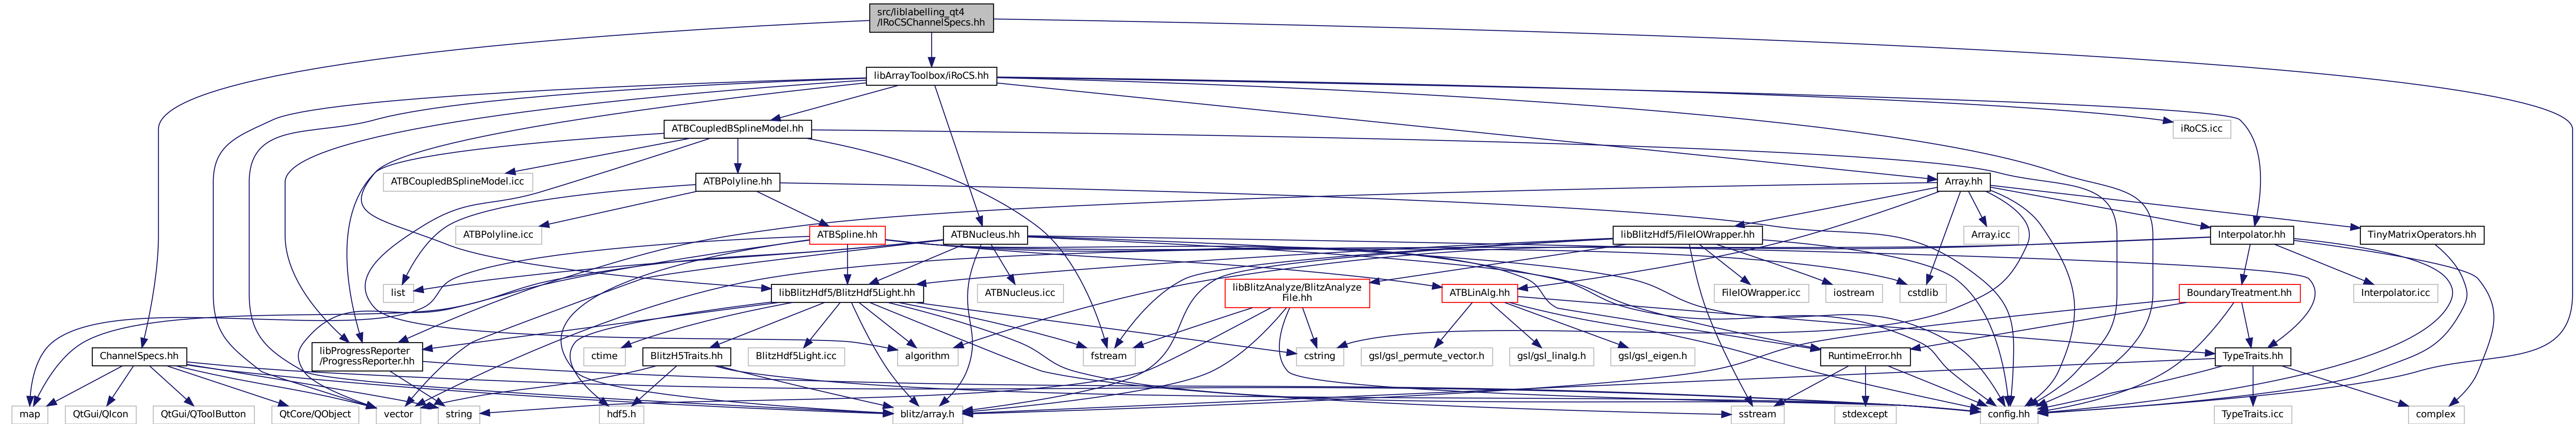 src/liblabelling_qt4
/IRoCSChannelSpecs.hh
libArrayToolbox/iRoCS.hh
ATBCoupledBSplineModel.hh
iRoCS.icc
ATBCoupledBSplineModel.icc
ATBPolyline.hh
Array.hh
ATBPolyline.icc
ATBSpline.hh
ATBNucleus.hh
libBlitzHdf5/FileIOWrapper.hh
Array.icc
Interpolator.hh
TinyMatrixOperators.hh
list
libBlitzHdf5/BlitzHdf5Light.hh
ATBNucleus.icc
libBlitzAnalyze/BlitzAnalyze
File.hh
ATBLinAlg.hh
FileIOWrapper.icc
iostream
cstdlib
BoundaryTreatment.hh
Interpolator.icc
ChannelSpecs.hh
libProgressReporter
/ProgressReporter.hh
ctime
BlitzH5Traits.hh
BlitzHdf5Light.icc
algorithm
fstream
cstring
gsl/gsl_permute_vector.h
gsl/gsl_linalg.h
gsl/gsl_eigen.h
RuntimeError.hh
TypeTraits.hh
map
QtGui/QIcon
QtGui/QToolButton
QtCore/QObject
vector
string
hdf5.h
blitz/array.h
sstream
stdexcept
config.hh
TypeTraits.icc
complex